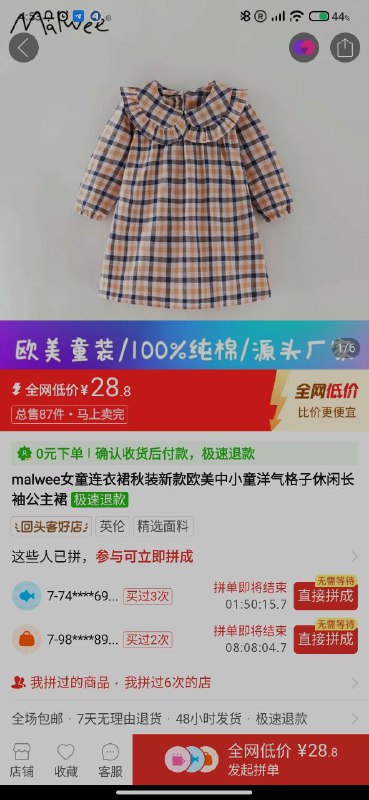 4:53
44%
Malwee
1/6
欧美童装/100%纯棉/源头厂
全网低价 ¥28.8
总售87件·马上卖完
全网低价
比价更便宜
0元下单 | 确认收货后付款，极速退款
malwee女童连衣裙秋装新款欧美中小童洋气格子休闲长
袖公主裙 极速退款
回头客好店 英伦 精选面料
这些人已拼，参与可立即拼成
7-74****69... 买过3次
拼单即将结束
01:50:15.7
无需等待
直接拼成
7-98****89... 买过2次
拼单即将结束
08:08:04.7
无需等待
直接拼成
我拼过的商品 · 我拼过6次的店
全场包邮 · 7天无理由退货 · 48小时发货 · 极速退款
店铺
收藏
客服
全网低价 ¥28.8
发起拼单